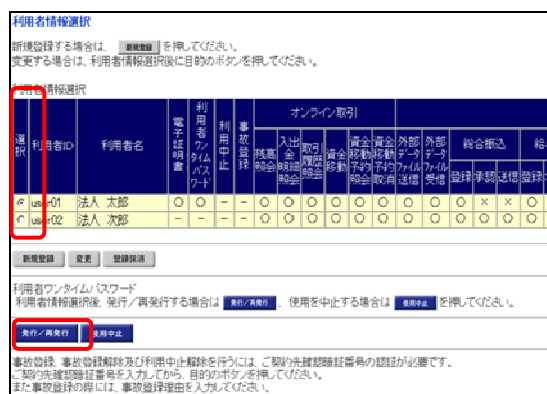 利用者情報選択
新規登録する場合は、 新規登録 を押してください。
変更する場合は、利用者情報選択後に目的のボタンを押してください。
利用者情報選択
選択 利用者ID 利用者名 電子証明書 利用者ワンタイムパスワード 利用中止 事故登録 オンライン取引 外部データファイル送信 外部データファイル受信 総合振込 給
残高照会 入出金明細照会 取引履歴照会 資金移動 資金移動予約照会 資金移動予約取消 登録 承認 送信 登録
user01 法人 太郎 ○ ○ － － ○ ○ ○ ○ ○ ○ ○ ○ ○ × × ○
user02 法人 次郎 － － － － ○ ○ ○ ○ ○ ○ ○ ○ ○ ○ ○ ○
新規登録 変更 登録抹消
利用者ワンタイムパスワード
利用者情報選択後、発行／再発行する場合は 発行／再発行 、使用を中止する場合は 使用中止 を押してください。
発行／再発行 使用中止
事故登録、事故登録解除及び利用中止解除を行うには、ご契約先確認暗証番号の認証が必要です。
ご契約先確認暗証番号を入力してから、目的のボタンを押してください。
また事故登録の際には、事故登録理由を入力してください。